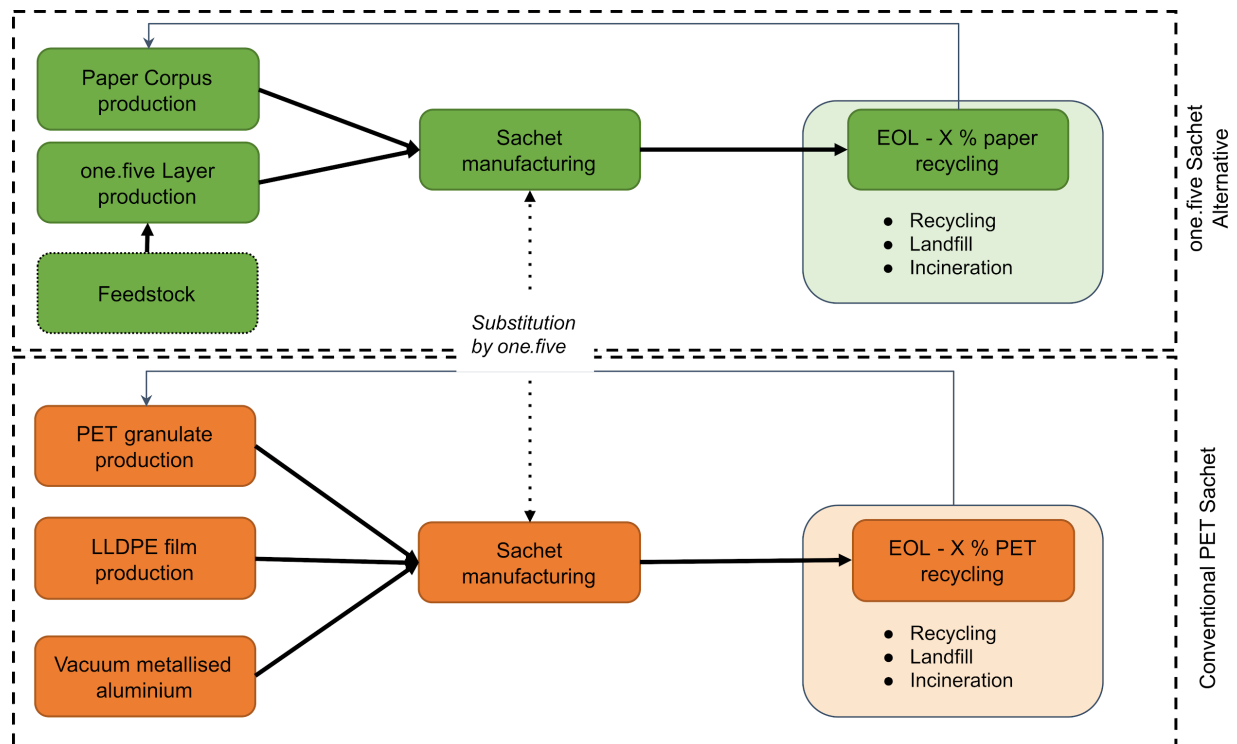 Paper Corpus
production
one.five Layer
production
Feedstock
Sachet
manufacturing
EOL - X % paper
recycling
● Recycling
● Landfill
● Incineration
one.five Sachet
Alternative
Substitution
by one.five
PET granulate
production
LLDPE film
production
Vacuum metallised
aluminium
Sachet
manufacturing
EOL - X % PET
recycling
● Recycling
● Landfill
● Incineration
Conventional PET Sachet